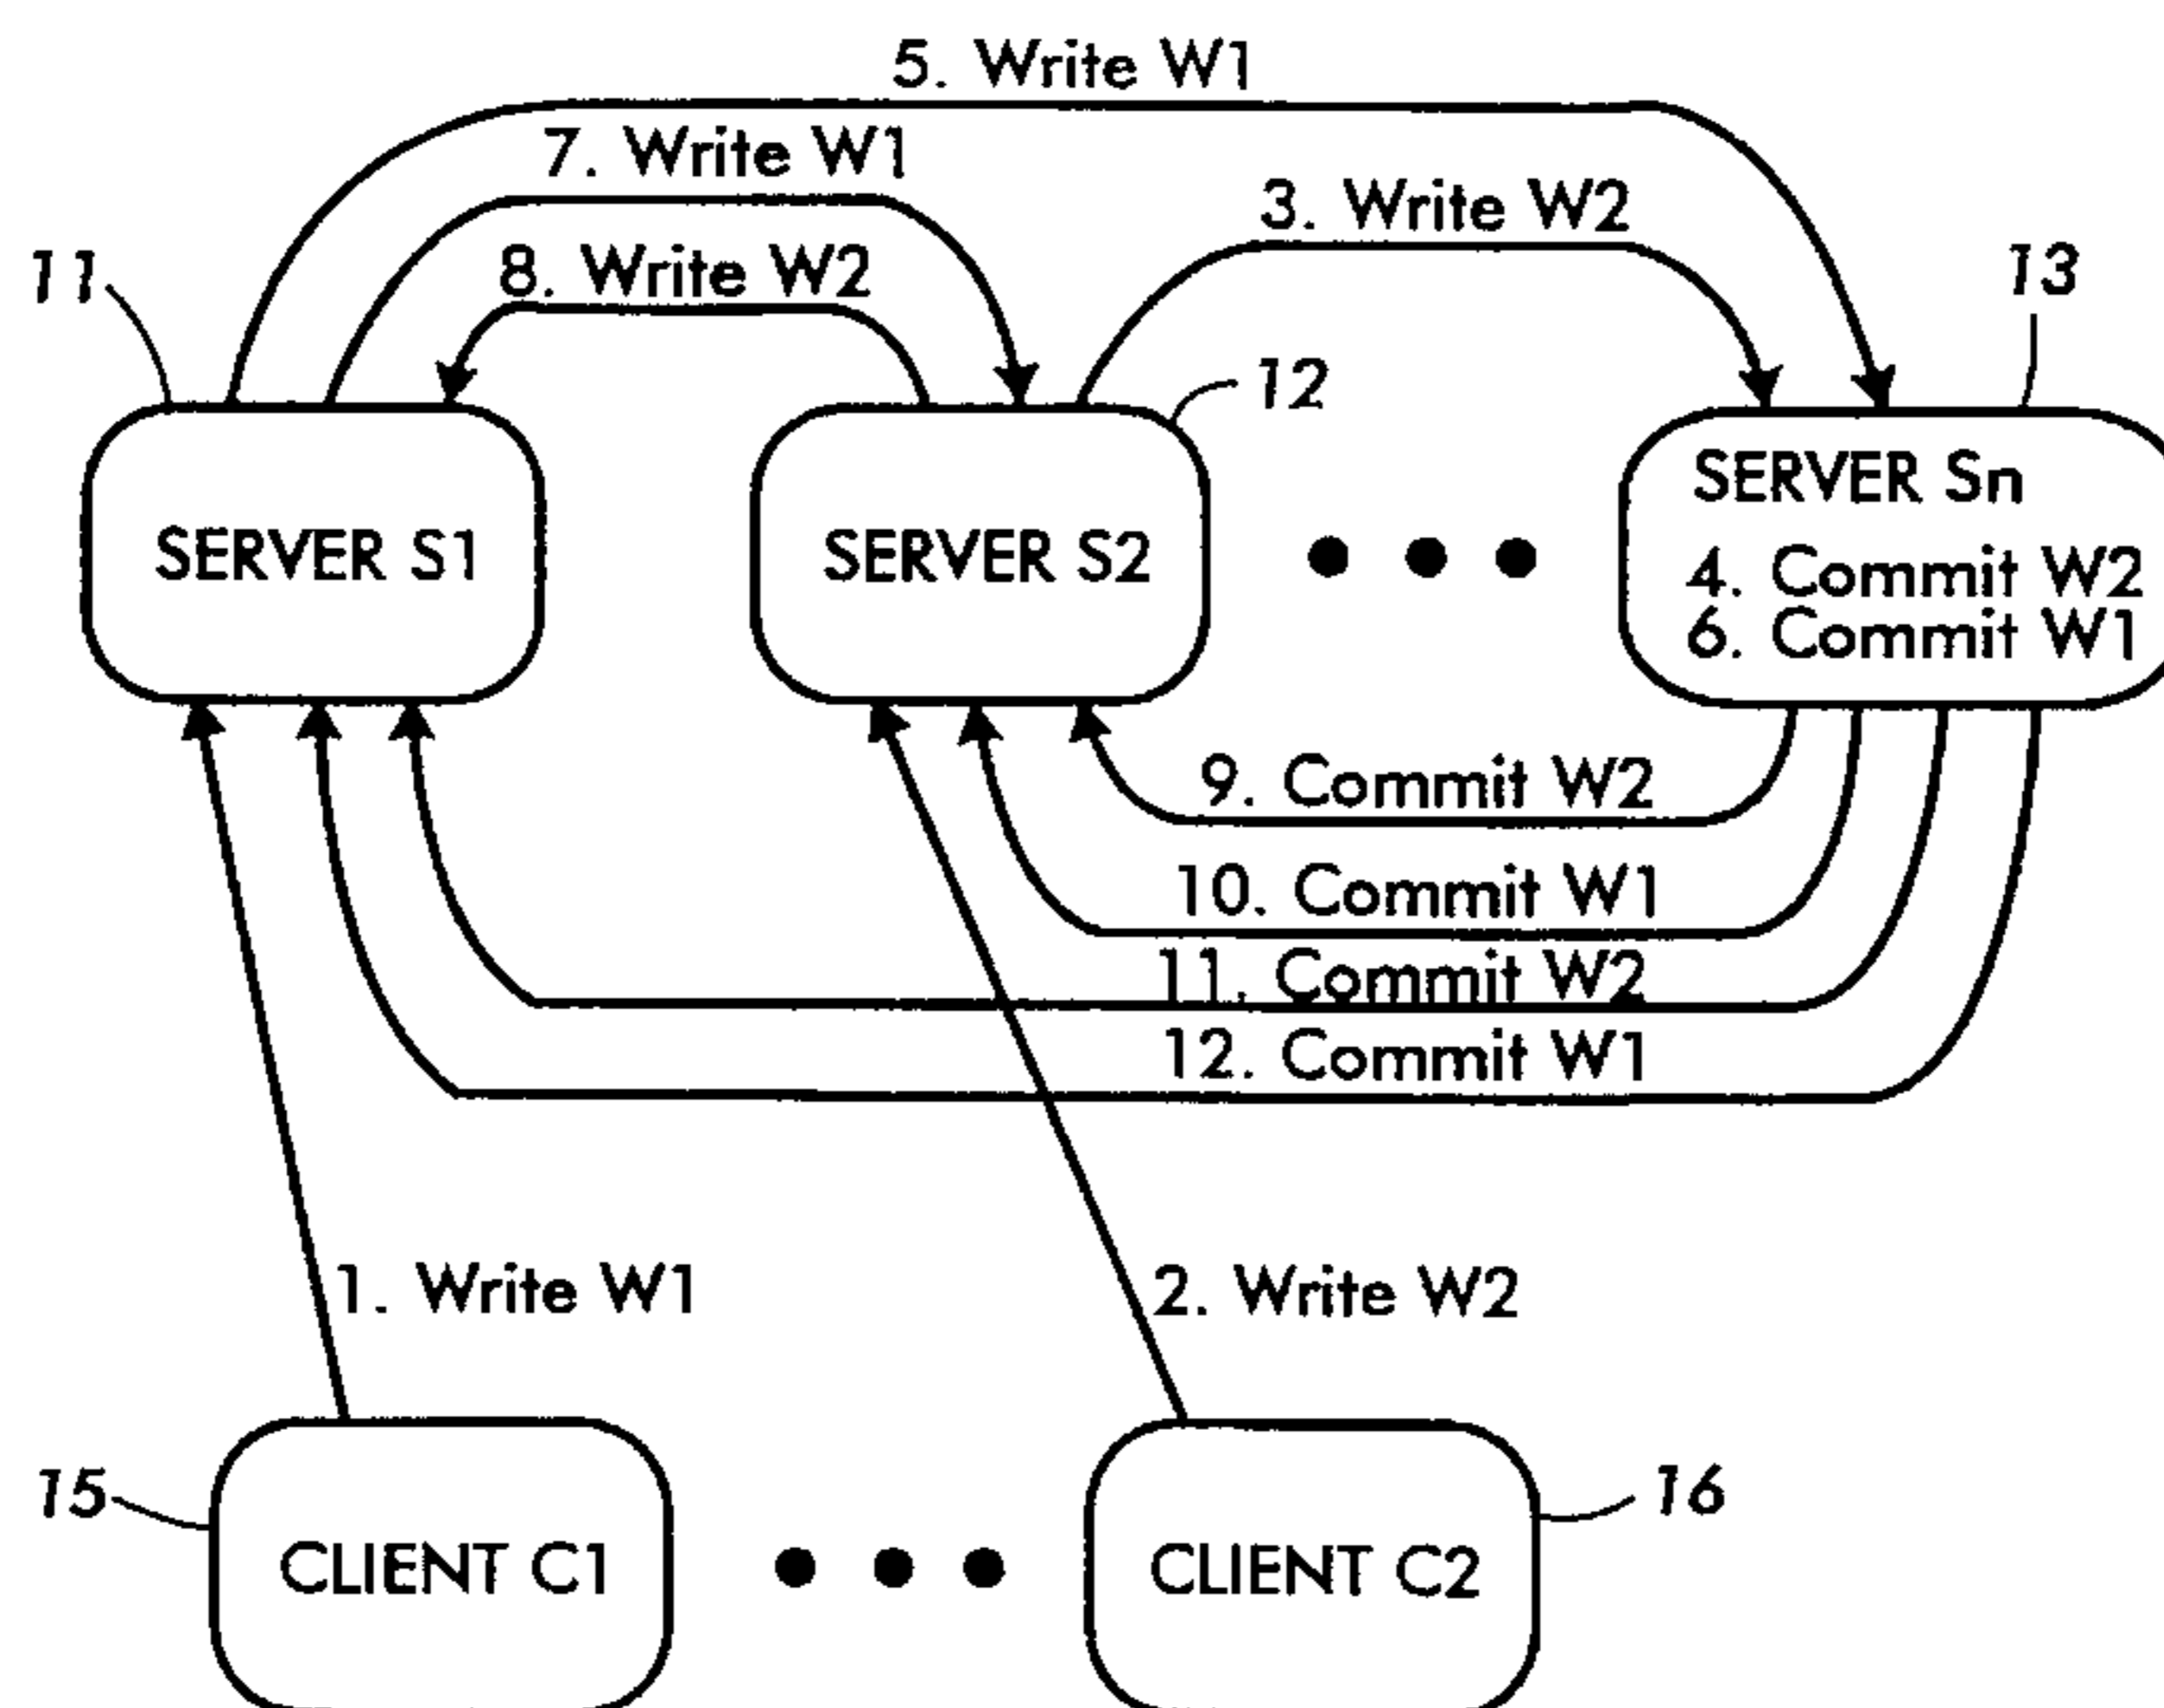 5. Write W1
7. Write W1
3. Write W2
11
8. Write W2
13
12
SERVER S1
SERVER S2
SERVER Sn
4. Commit W2
6. Commit W1
9. Commit W2
10. Commit W1
11. Commit W2
12. Commit W1
1. Write W1
2. Write W2
15
16
CLIENT C1
CLIENT C2